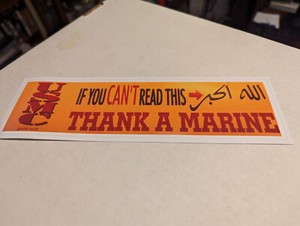 USMC
IF YOU CAN'T READ THIS ➔ الله اكبر
THANK A MARINE